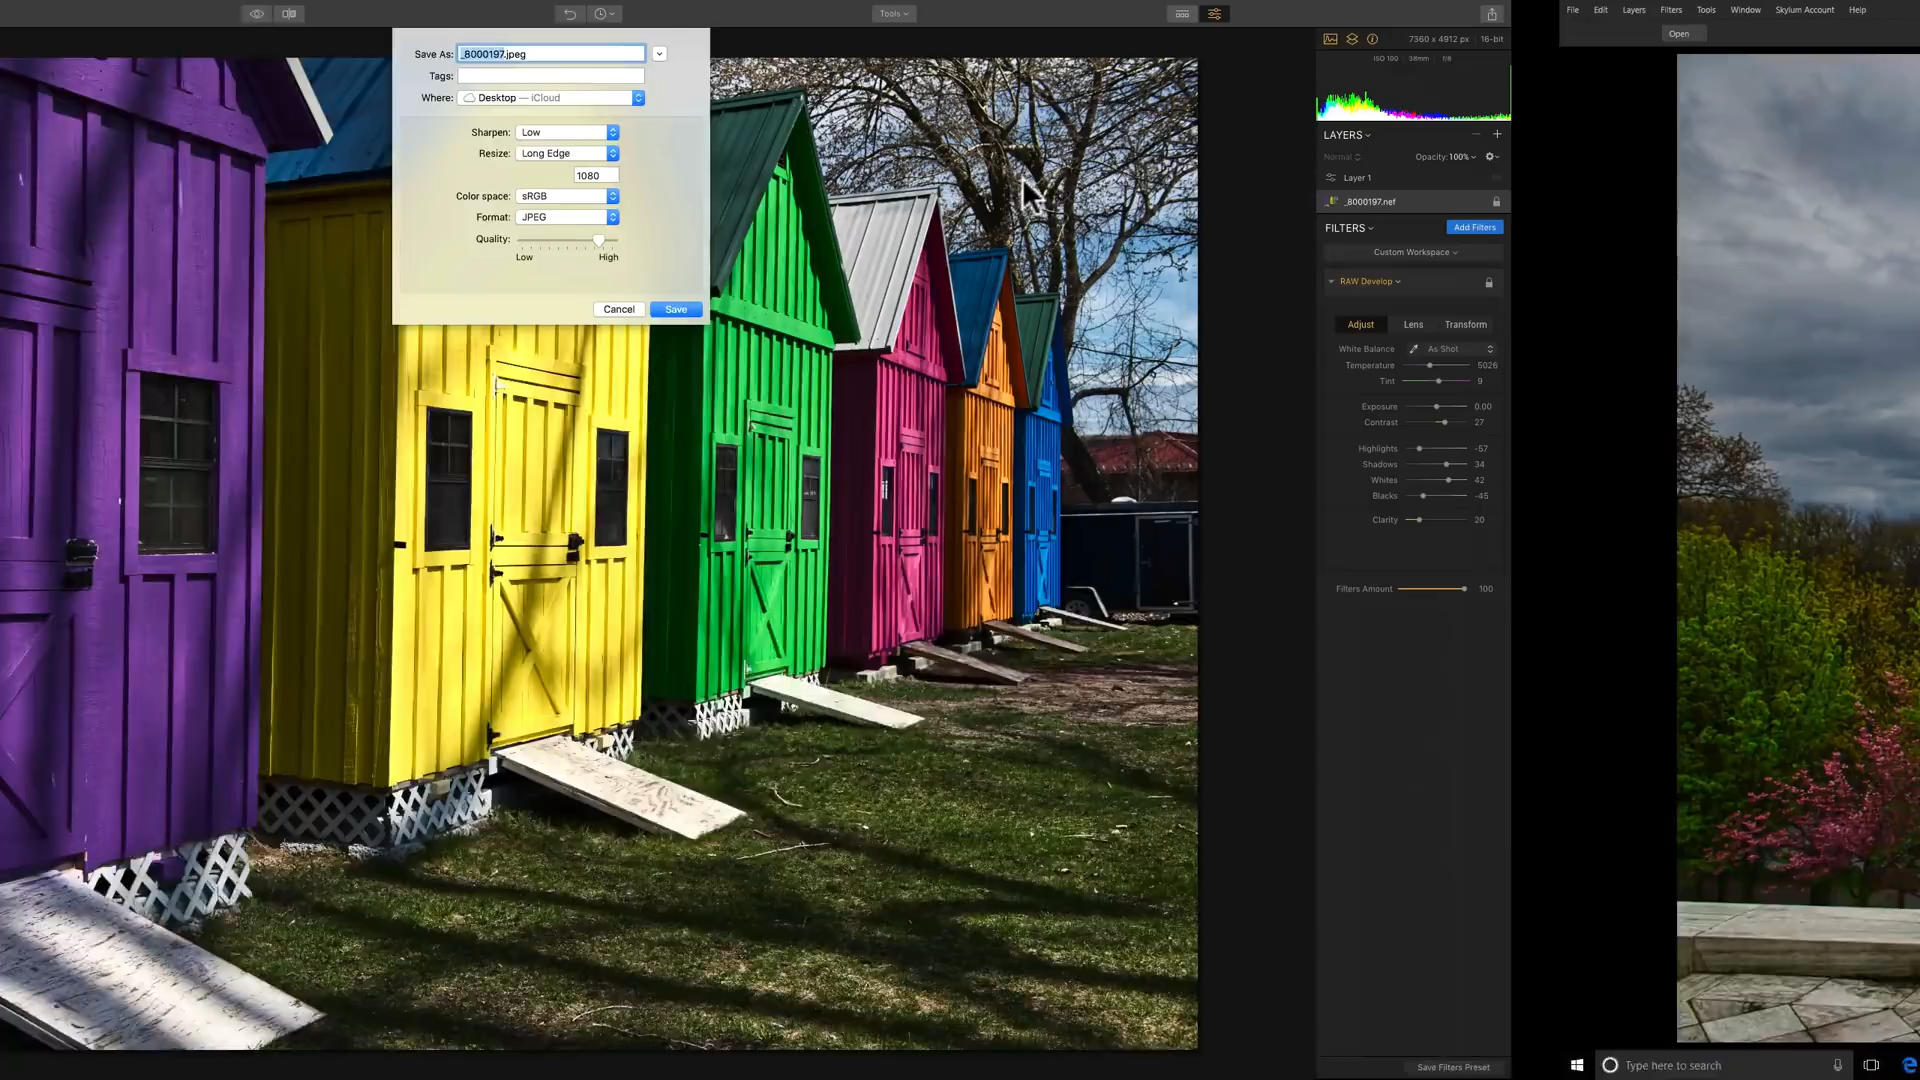 Tools
Save As: _8000197.jpeg
Tags:
Where: Desktop — iCloud
Sharpen: Low
Resize: Long Edge
1080
Color space: sRGB
Format: JPEG
Quality:
Low High
Cancel Save
7360 x 4912 px 16-bit
ISO 100 38mm f/8
LAYERS
Normal Opacity: 100%
Layer 1
_8000197.nef
FILTERS Add Filters
Custom Workspace
RAW Develop
Adjust Lens Transform
White Balance As Shot
Temperature 5026
Tint 9
Exposure 0.00
Contrast 27
Highlights -57
Shadows 34
Whites 42
Blacks -45
Clarity 20
Filters Amount 100
Save Filters Preset
File Edit Layers Filters Tools Window Skylum Account Help
Open
Type here to search